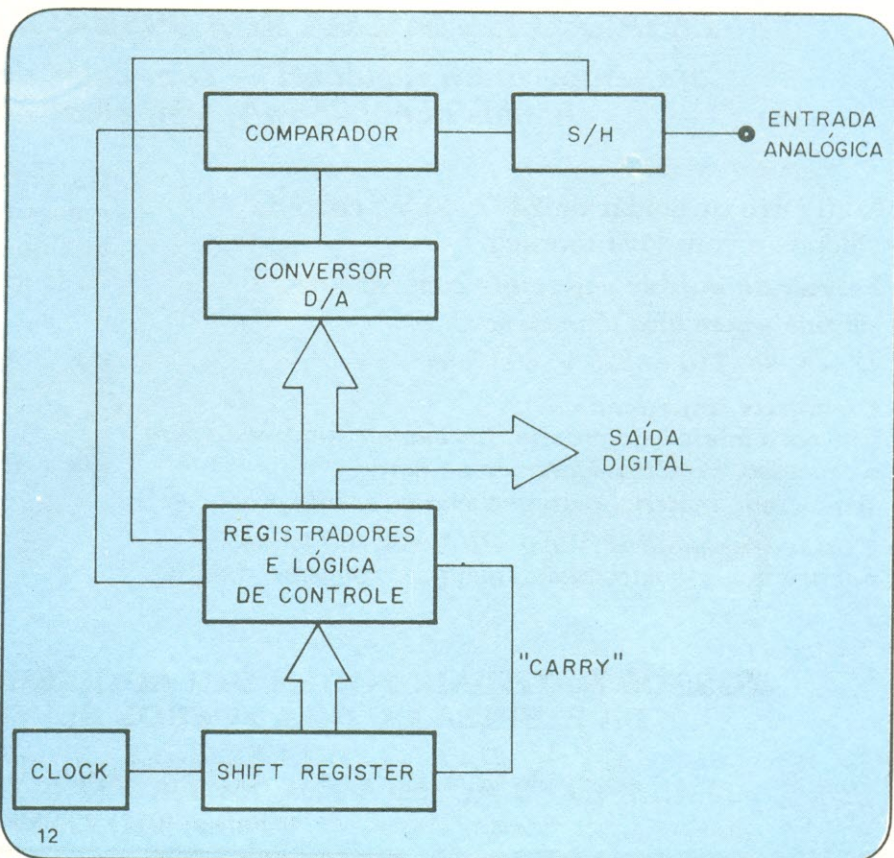 COMPARADOR
S/H
ENTRADA
ANALÓGICA
CONVERSOR
D/A
SAÍDA
DIGITAL
REGISTRADORES
E LÓGICA
DE CONTROLE
"CARRY"
CLOCK
SHIFT REGISTER
12